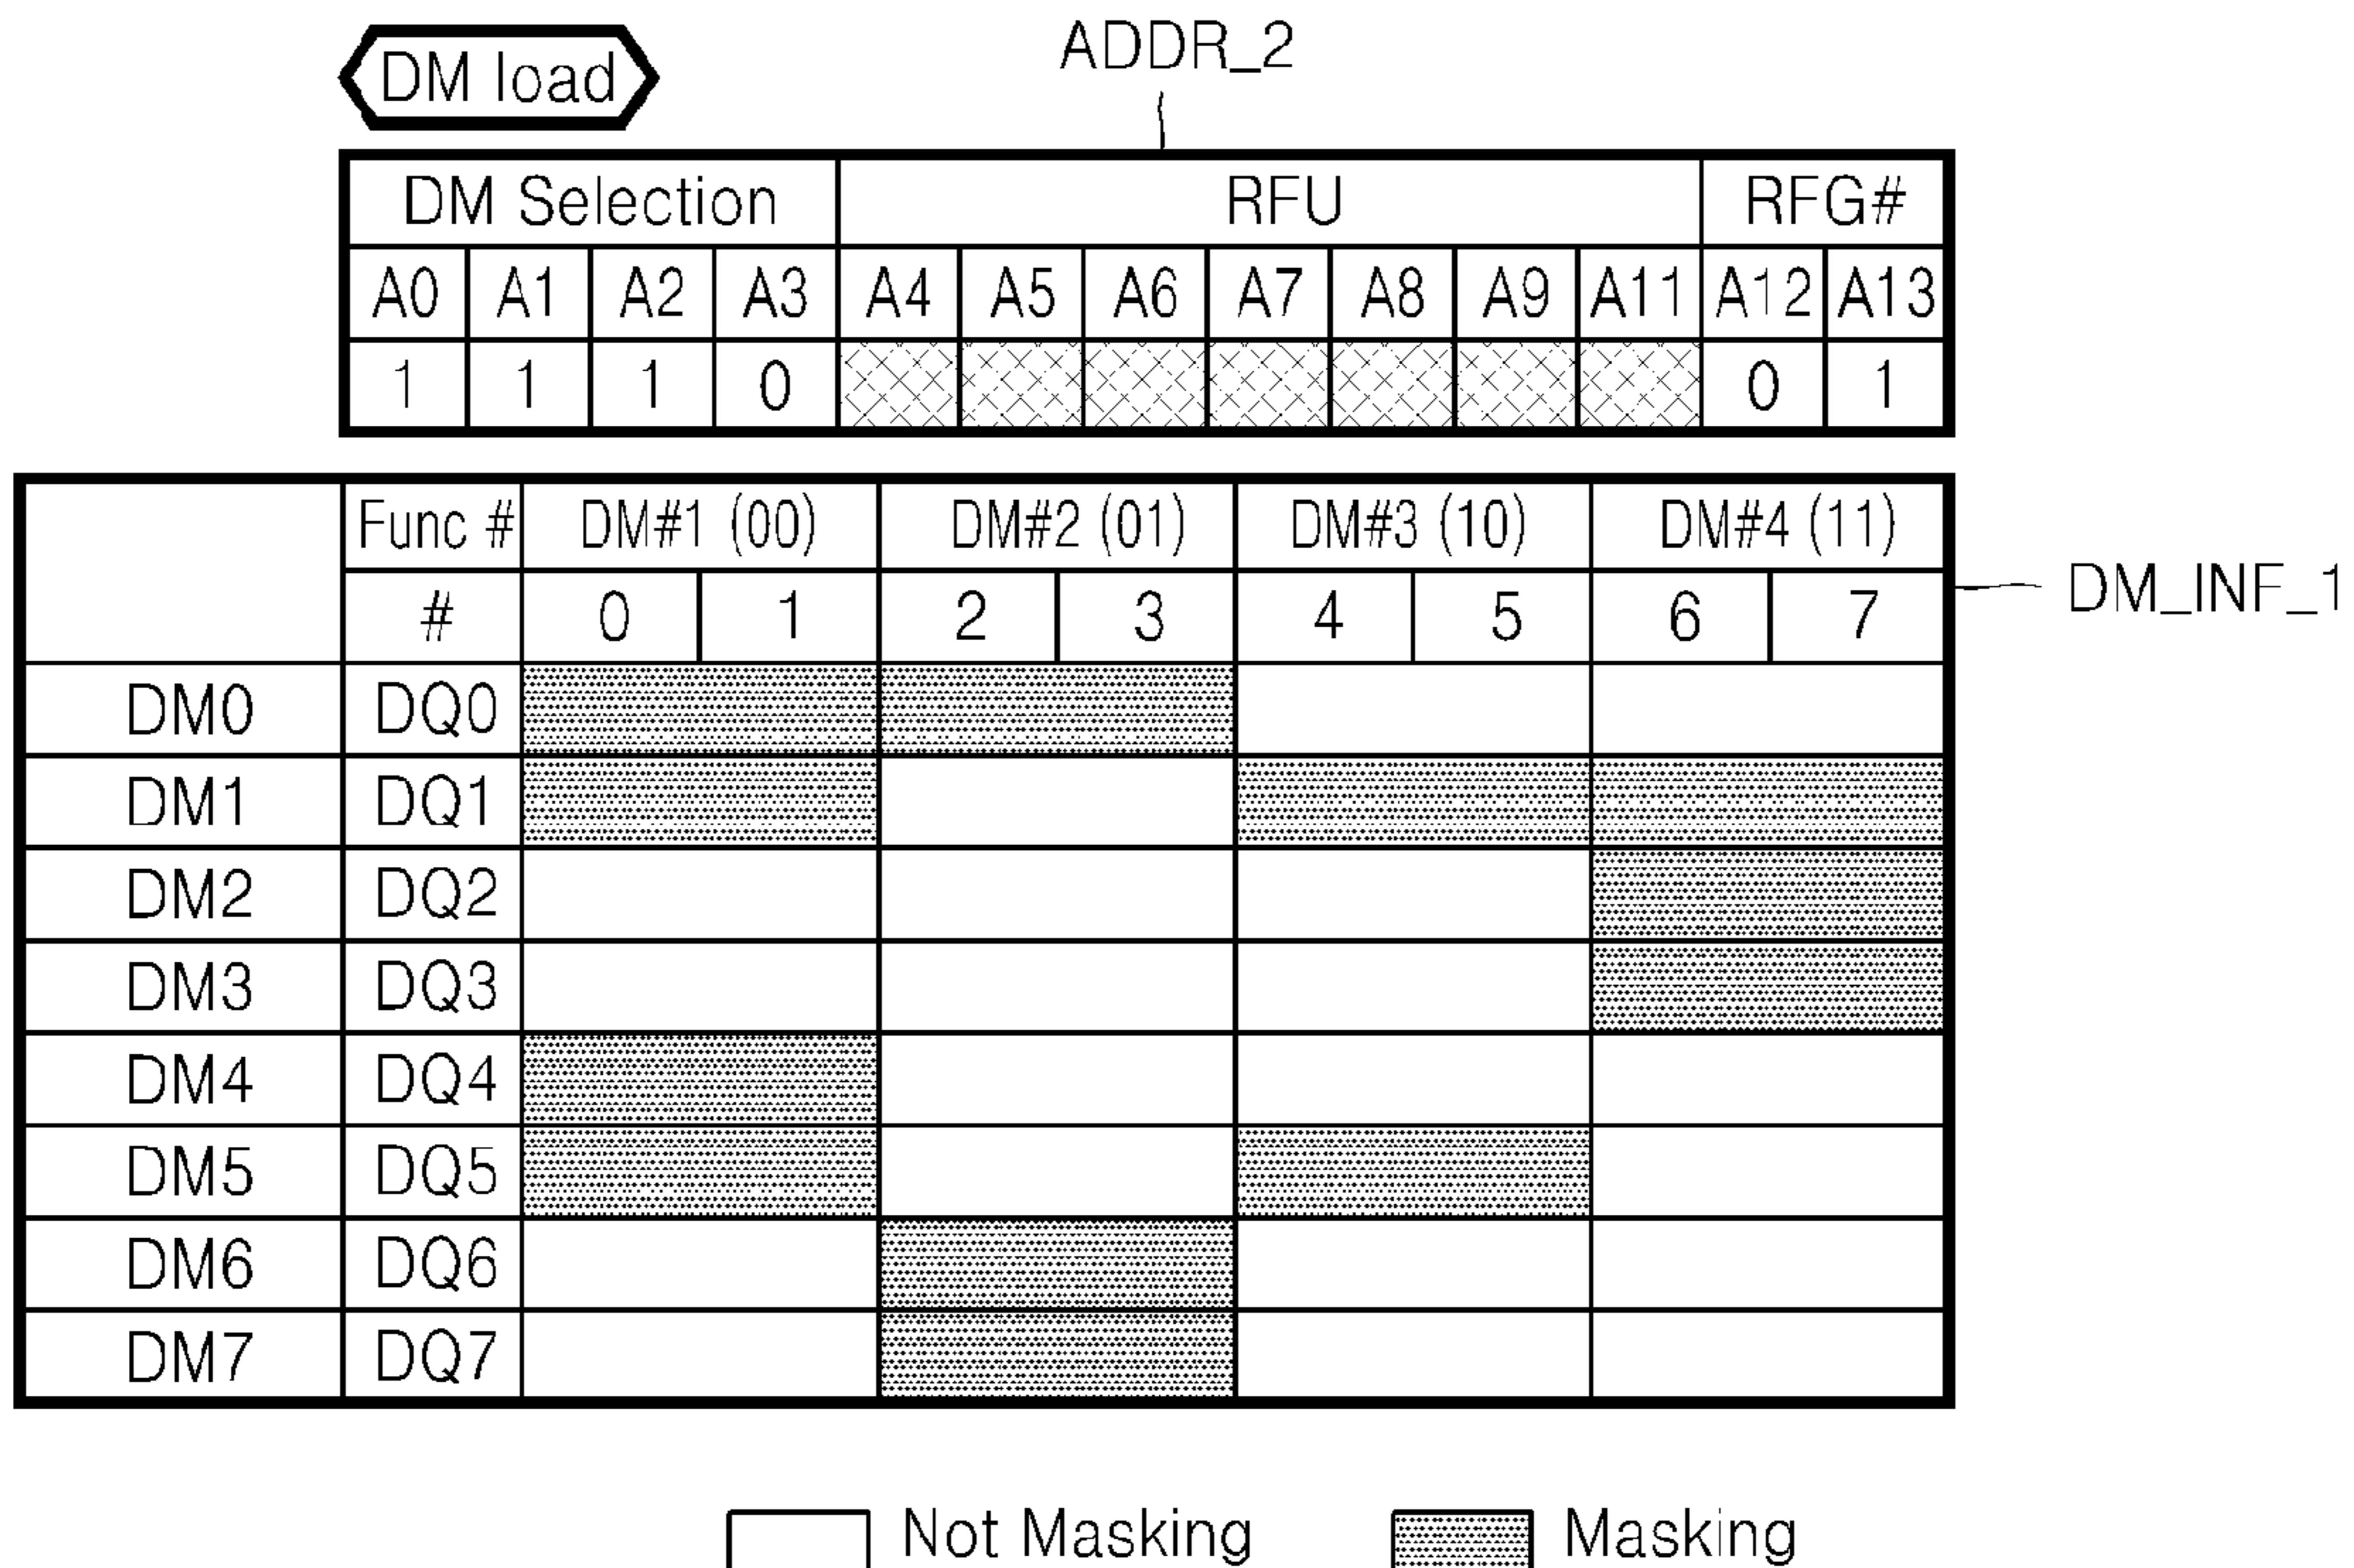 ADDR_2
DM load
DM Selection RFU RFG#
A0 A1 A2 A3 A4 A5 A6 A7 A8 A9 A11 A12 A13
1 1 1 0 0 1
Func # DM#1 (00) DM#2 (01) DM#3 (10) DM#4 (11)
# 0 1 2 3 4 5 6 7
DM_INF_1
DM0 DQ0
DM1 DQ1
DM2 DQ2
DM3 DQ3
DM4 DQ4
DM5 DQ5
DM6 DQ6
DM7 DQ7
Not Masking Masking